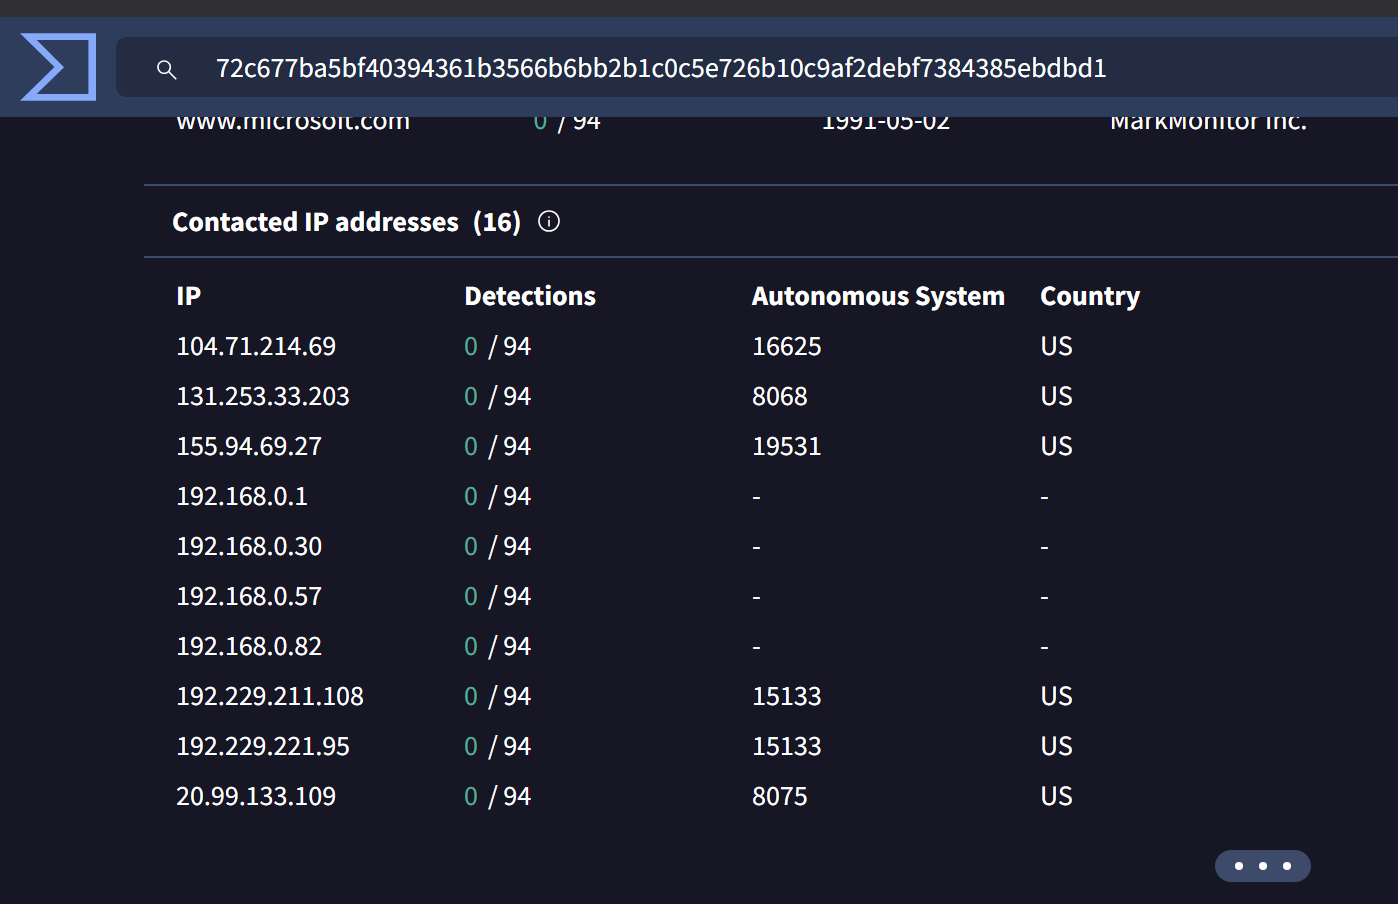 72c677ba5bf40394361b3566b6bb2b1c0c5e726b10c9af2debf7384385ebdbd1
www.microsoft.com 0 / 94 1991-05-02 MarkMonitor Inc.
Contacted IP addresses (16)
IP Detections Autonomous System Country
104.71.214.69 0 / 94 16625 US
131.253.33.203 0 / 94 8068 US
155.94.69.27 0 / 94 19531 US
192.168.0.1 0 / 94 - -
192.168.0.30 0 / 94 - -
192.168.0.57 0 / 94 - -
192.168.0.82 0 / 94 - -
192.229.211.108 0 / 94 15133 US
192.229.221.95 0 / 94 15133 US
20.99.133.109 0 / 94 8075 US